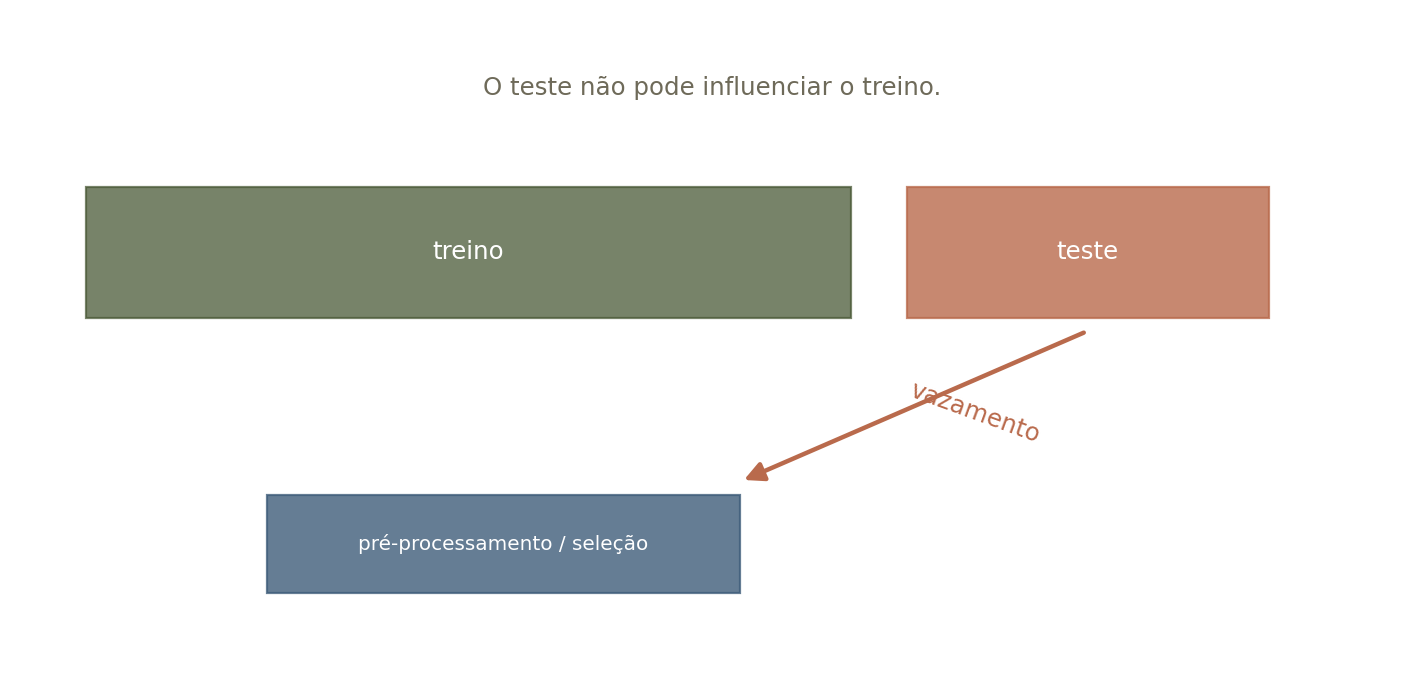 O teste não pode influenciar o treino.
treino
teste
vazamento
pré-processamento / seleção